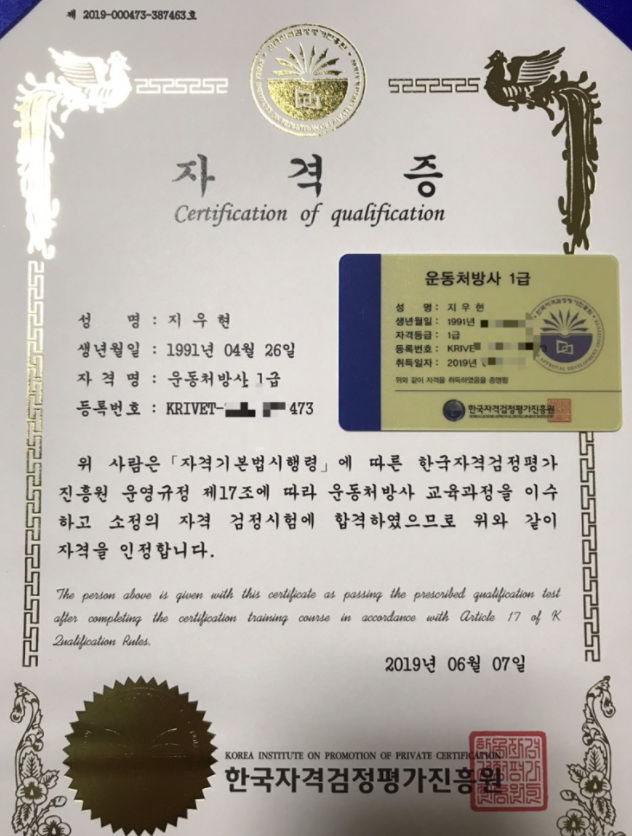 제 2019-000473-387463호
자 격 증
Certification of qualification
성 명 : 지 우 현
생년월일 : 1991년 04월 26일
자 격 명 : 운동처방사 1급
등록번호 : KRIVET- 473
운동처방사 1급
성 명 : 지 우 현
생년월일 : 1991년
자격등급 : 1급
등록번호 : KRIVE
취득일자 : 2019년
위와 같이 자격을 취득하였음을 증명함
한국자격검정평가진흥원
위 사람은「자격기본법시행령」에 따른 한국자격검정평가
진흥원 운영규정 제17조에 따라 운동처방사 교육과정을 이수
하고 소정의 자격 검정시험에 합격하였으므로 위와 같이
자격을 인정합니다.
The person above is given with this certificate as passing the prescribed qualification test
after completing the certification training course in accordance with Article 17 of K
Qualification Rules.
2019년 06월 07일
KOREA INSTITUTE ON PROMOTION OF PRIVATE CERTIFICATION
한국자격검정평가진흥원